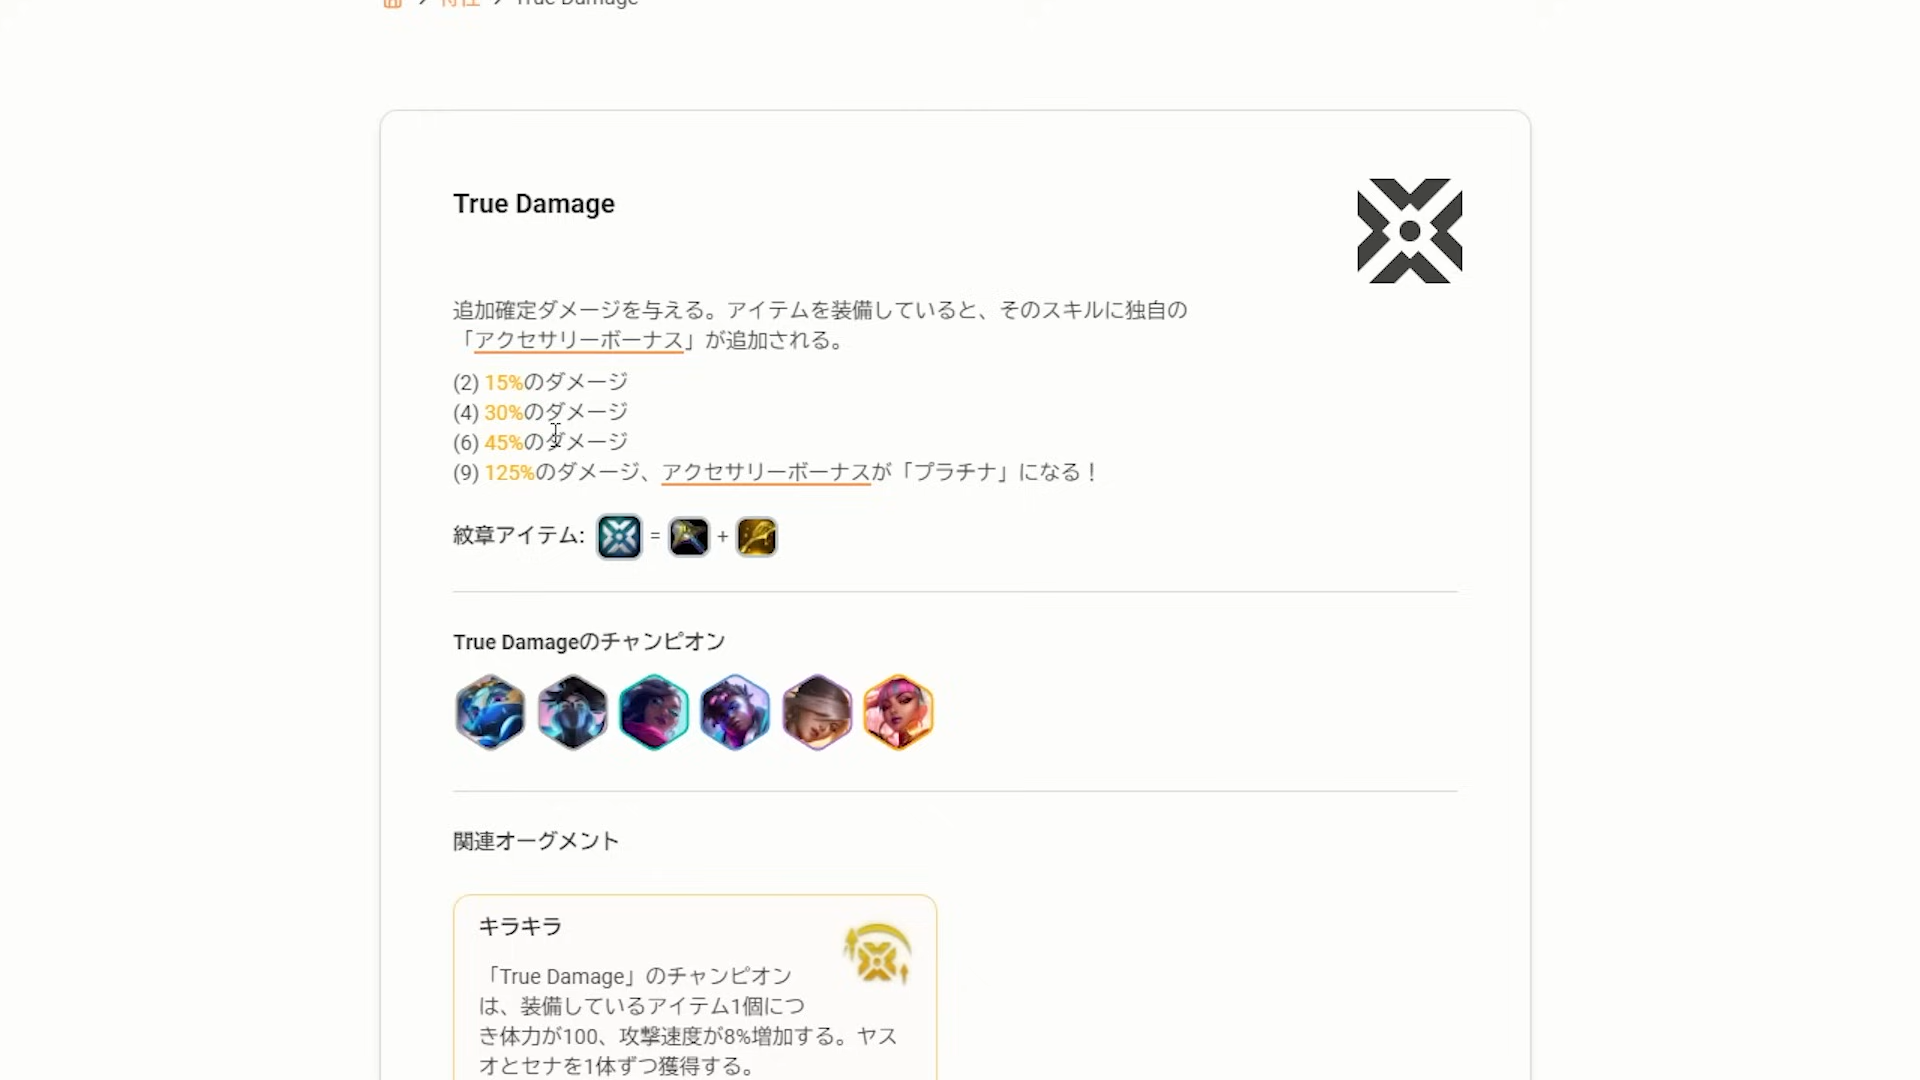 特性 True Damage
True Damage
追加確定ダメージを与える。アイテムを装備していると、そのスキルに独自の
「アクセサリーボーナス」が追加される。
(2) 15%のダメージ
(4) 30%のダメージ
(6) 45%のダメージ
(9) 125%のダメージ、アクセサリーボーナスが「プラチナ」になる！
紋章アイテム: = +
True Damageのチャンピオン
関連オーグメント
キラキラ
「True Damage」のチャンピオン
は、装備しているアイテム1個につ
き体力が100、攻撃速度が8%増加する。ヤス
オとセナを1体ずつ獲得する。